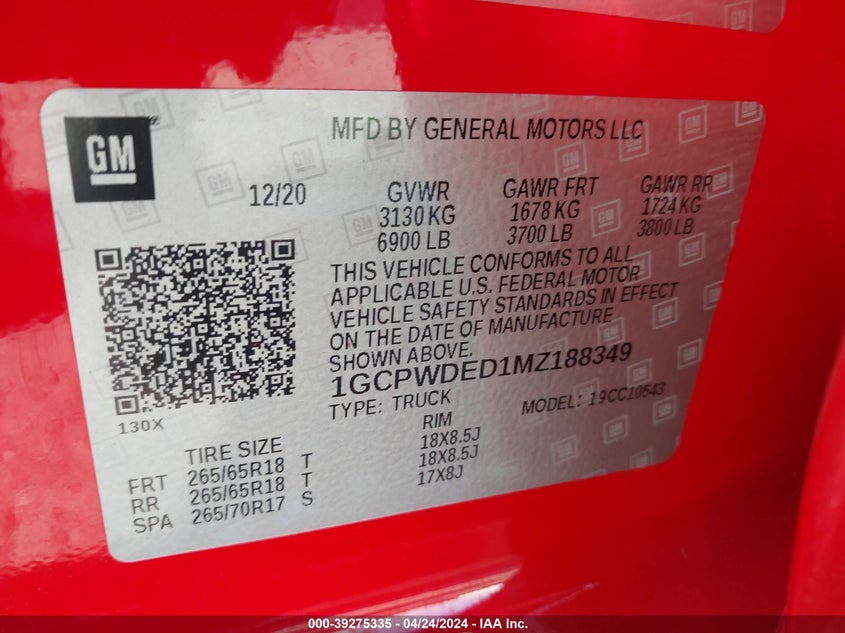 GM
MFD BY GENERAL MOTORS LLC
12/20 GVWR GAWR FRT GAWR RR
3130 KG 1678 KG 1724 KG
6900 LB 3700 LB 3800 LB
THIS VEHICLE CONFORMS TO ALL
APPLICABLE U.S. FEDERAL MOTOR
VEHICLE SAFETY STANDARDS IN EFFECT
ON THE DATE OF MANUFACTURE
SHOWN ABOVE.
1GCPWDED1MZ188349
TYPE: TRUCK MODEL: 19CC10543
130X
TIRE SIZE RIM
FRT 265/65R18 T 18X8.5J
RR 265/65R18 T 18X8.5J
SPA 265/70R17 S 17X8J
000-39275335 - 04/24/2024 - IAA Inc.